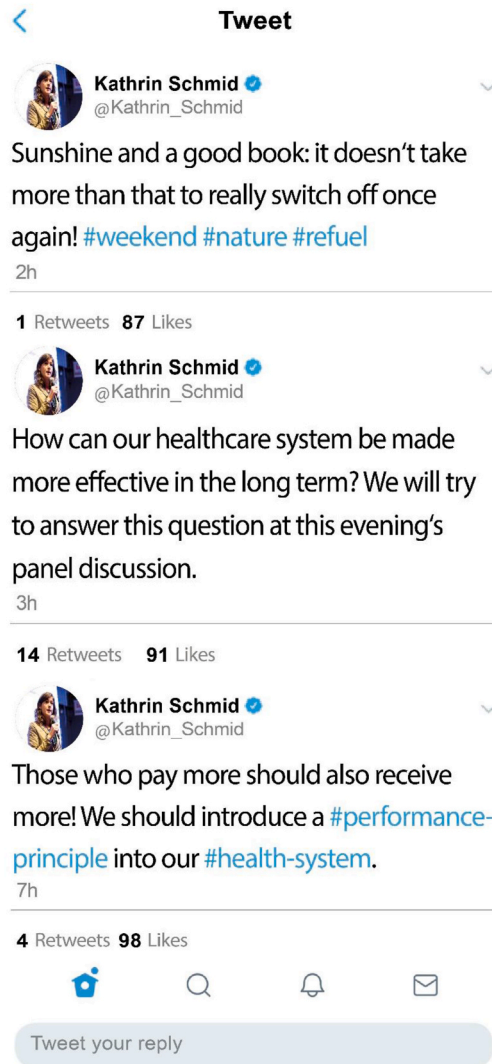 Tweet
Kathrin Schmid
@Kathrin_Schmid
Sunshine and a good book: it doesn‘t take
more than that to really switch off once
again! #weekend #nature #refuel
2h
1 Retweets 87 Likes
Kathrin Schmid
@Kathrin_Schmid
How can our healthcare system be made
more effective in the long term? We will try
to answer this question at this evening‘s
panel discussion.
3h
14 Retweets 91 Likes
Kathrin Schmid
@Kathrin_Schmid
Those who pay more should also receive
more! We should introduce a #performance-
principle into our #health-system.
7h
4 Retweets 98 Likes
Tweet your reply